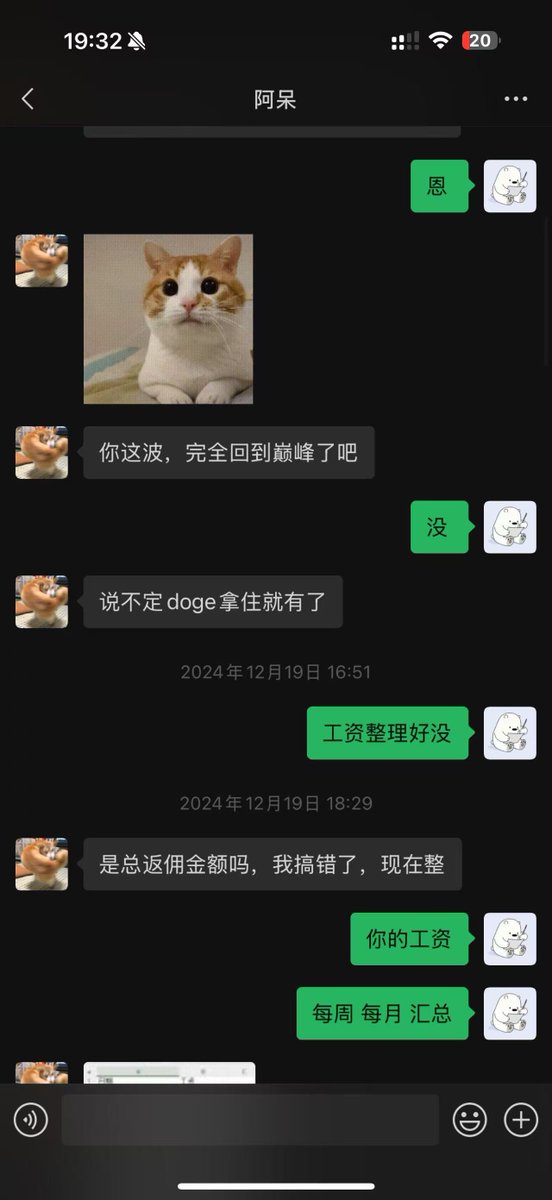 19:32
20
阿呆
恩
你这波，完全回到巅峰了吧
没
说不定doge拿住就有了
2024年12月19日 16:51
工资整理好没
2024年12月19日 18:29
是总返佣金额吗，我搞错了，现在整
你的工资
每周 每月 汇总